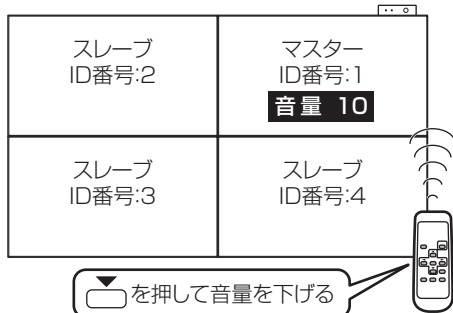 スレーブ
ID番号:2
マスター
ID番号:1
音量 10
スレーブ
ID番号:3
スレーブ
ID番号:4
を押して音量を下げる